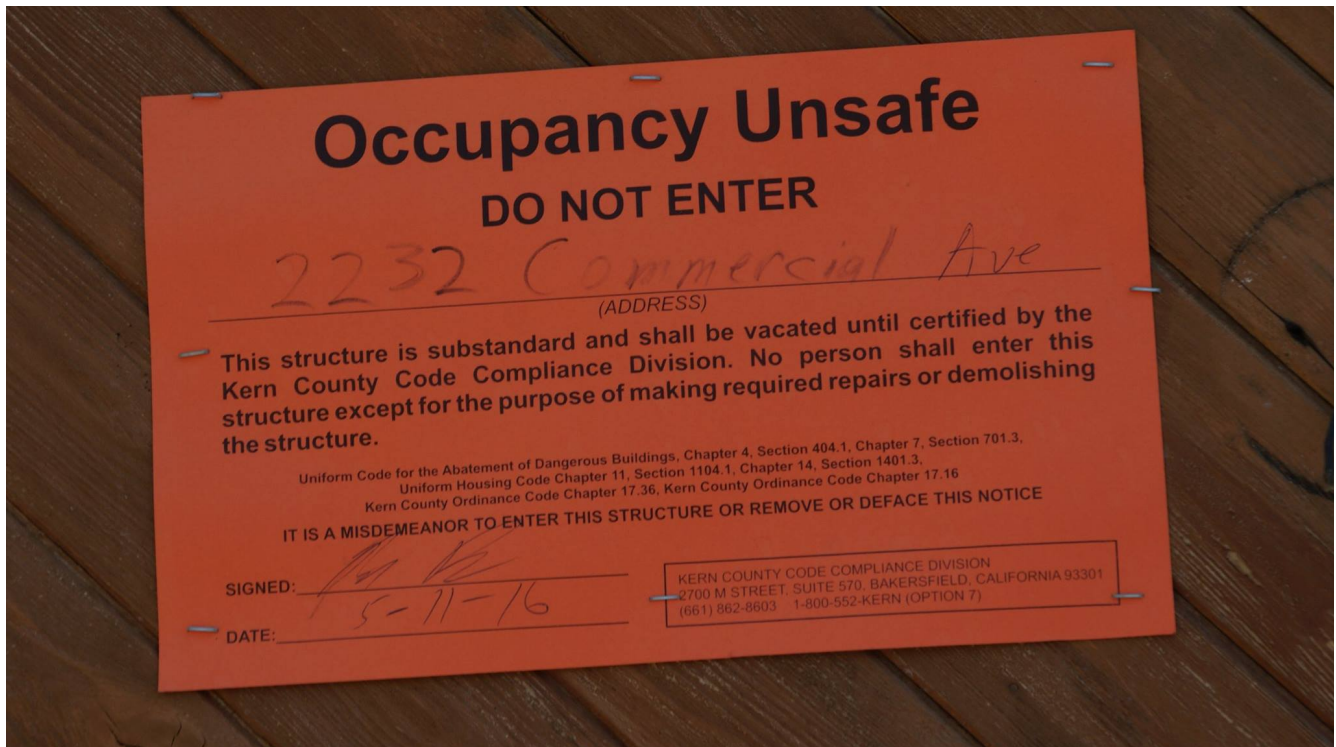 Occupancy Unsafe
DO NOT ENTER
2232 Commercial Ave
(ADDRESS)
This structure is substandard and shall be vacated until certified by the
Kern County Code Compliance Division. No person shall enter this
structure except for the purpose of making required repairs or demolishing
the structure.
Uniform Code for the Abatement of Dangerous Buildings, Chapter 4, Section 404.1, Chapter 7, Section 701.3,
Uniform Housing Code Chapter 11, Section 1104.1, Chapter 14, Section 1401.3,
Kern County Ordinance Code Chapter 17.36, Kern County Ordinance Code Chapter 17.16
IT IS A MISDEMEANOR TO ENTER THIS STRUCTURE OR REMOVE OR DEFACE THIS NOTICE
SIGNED:
5-11-16
DATE:
KERN COUNTY CODE COMPLIANCE DIVISION
2700 M STREET, SUITE 570, BAKERSFIELD, CALIFORNIA 93301
(661) 862-8603 1-800-552-KERN (OPTION 7)